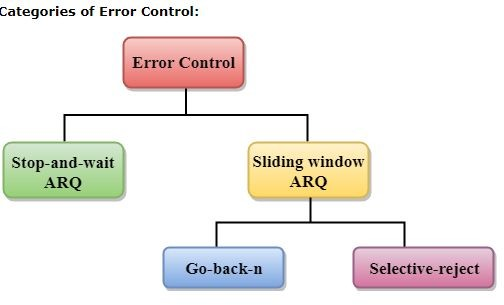 Categories of Error Control:
Error Control
Stop-and-wait
ARQ
Sliding window
ARQ
Go-back-n
Selective-reject